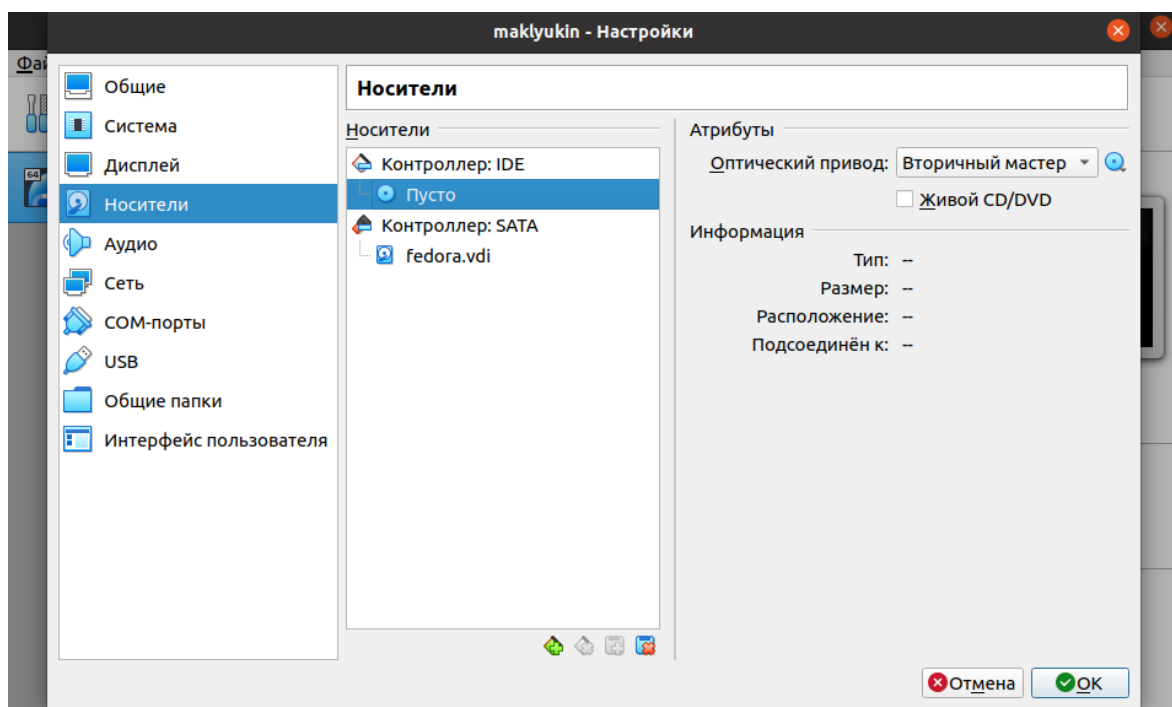 maklyukin - Настройки
Фай
64
Общие
Система
Дисплей
Носители
Аудио
Сеть
COM-порты
USB
Общие папки
Интерфейс пользователя
Носители
Носители
Контроллер: IDE
Пусто
Контроллер: SATA
fedora.vdi
Атрибуты
Оптический привод: Вторичный мастер
Живой CD/DVD
Информация
Тип: --
Размер: --
Расположение: --
Подсоединён к: --
Отмена
OK